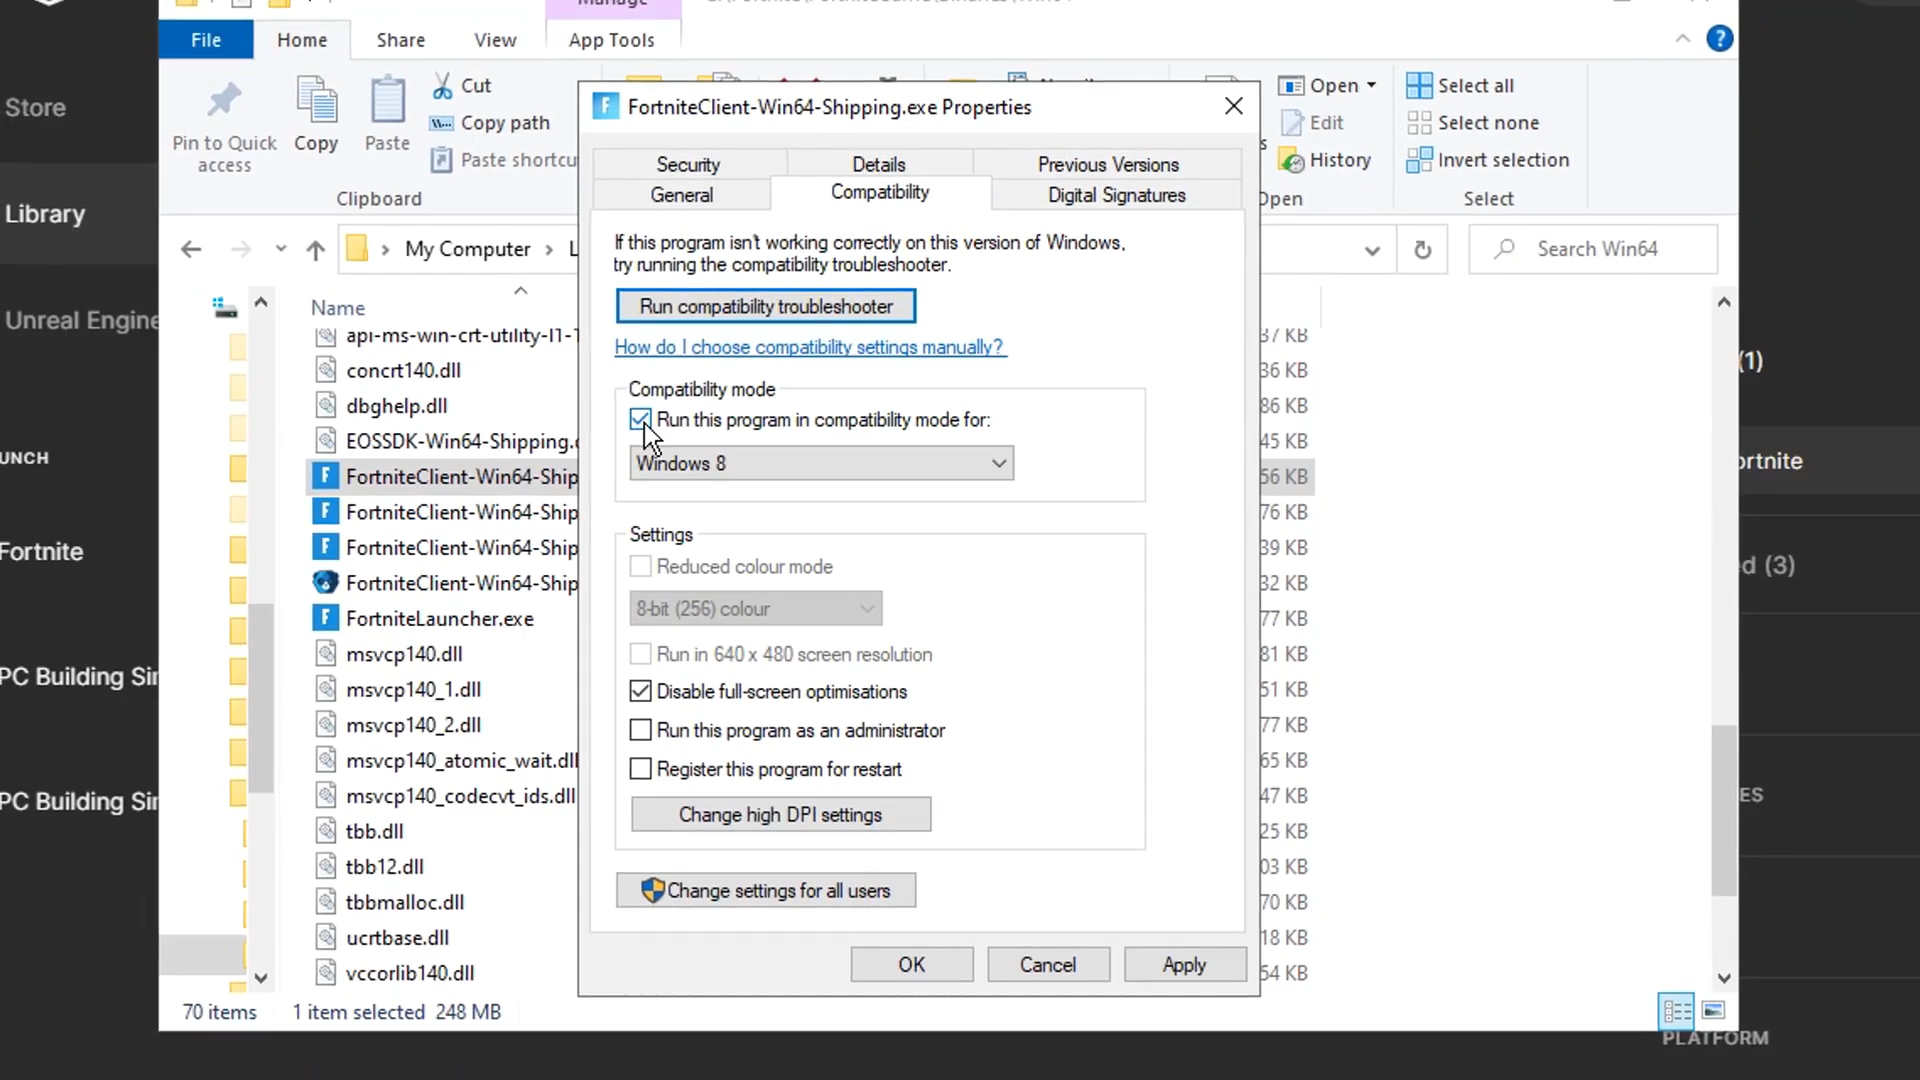 Manage
File
Home
Share
View
App Tools
Pin to Quick
access
Copy
Paste
Cut
Copy path
Paste shortcu
Clipboard
Open
Edit
History
Open
Select all
Select none
Invert selection
Select
My Computer
L
Search Win64
Name
api-ms-win-crt-utility-l1-1
37 KB
concrt140.dll
36 KB
dbghelp.dll
86 KB
EOSSDK-Win64-Shipping.d
45 KB
FortniteClient-Win64-Ship
56 KB
FortniteClient-Win64-Ship
76 KB
FortniteClient-Win64-Ship
39 KB
FortniteClient-Win64-Ship
32 KB
FortniteLauncher.exe
77 KB
msvcp140.dll
81 KB
msvcp140_1.dll
51 KB
msvcp140_2.dll
77 KB
msvcp140_atomic_wait.dll
65 KB
msvcp140_codecvt_ids.dll
47 KB
tbb.dll
25 KB
tbb12.dll
03 KB
tbbmalloc.dll
70 KB
ucrtbase.dll
18 KB
vccorlib140.dll
54 KB
70 items
1 item selected 248 MB
FortniteClient-Win64-Shipping.exe Properties
Security
Details
Previous Versions
General
Compatibility
Digital Signatures
If this program isn't working correctly on this version of Windows,
try running the compatibility troubleshooter.
Run compatibility troubleshooter
How do I choose compatibility settings manually?
Compatibility mode
Run this program in compatibility mode for:
Windows 8
Settings
Reduced colour mode
8-bit (256) colour
Run in 640 x 480 screen resolution
Disable full-screen optimisations
Run this program as an administrator
Register this program for restart
Change high DPI settings
Change settings for all users
OK
Cancel
Apply
Store
Library
Unreal Engine
UNCH
Fortnite
PC Building Sir
PC Building Sir
(1)
ortnite
d (3)
ES
PLATFORM